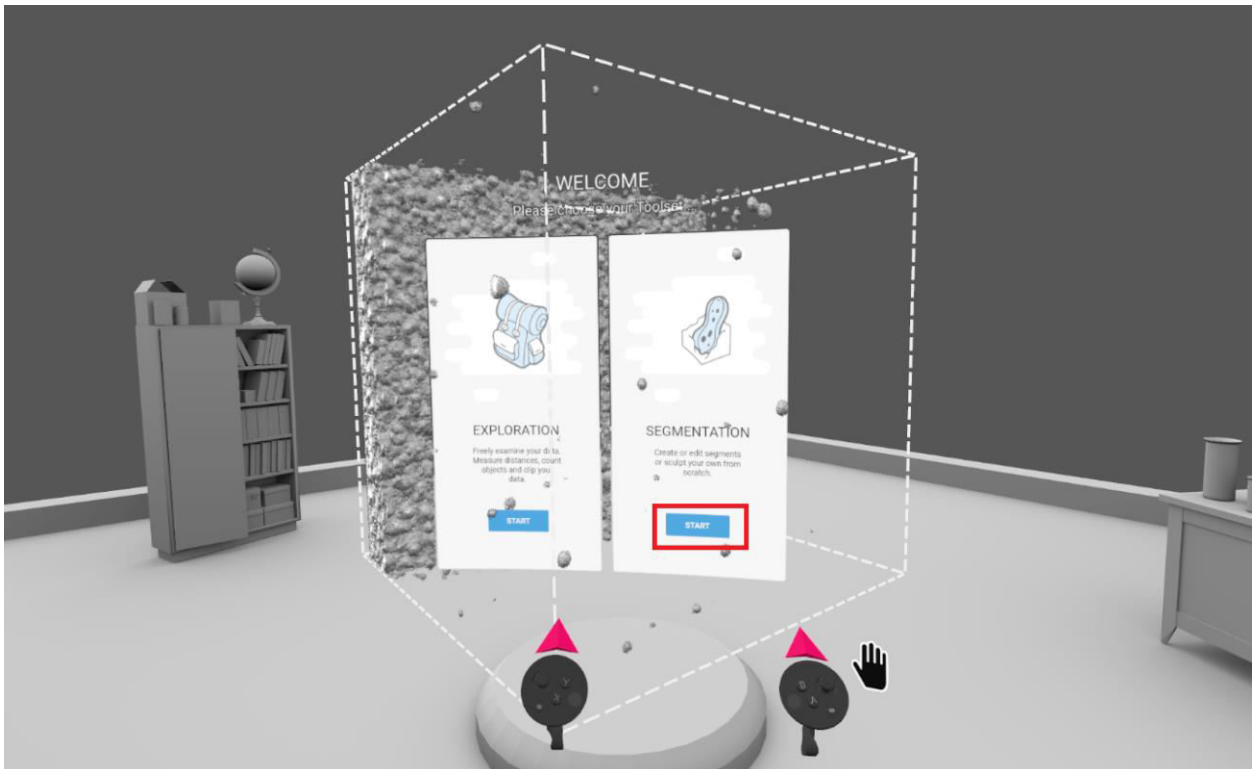 WELCOME
Please choose your Toolset
EXPLORATION
Freely examine your data.
Measure distances, count
objects and clip you
data.
START
SEGMENTATION
Create or edit segments
or sculpt your own from
scratch.
START